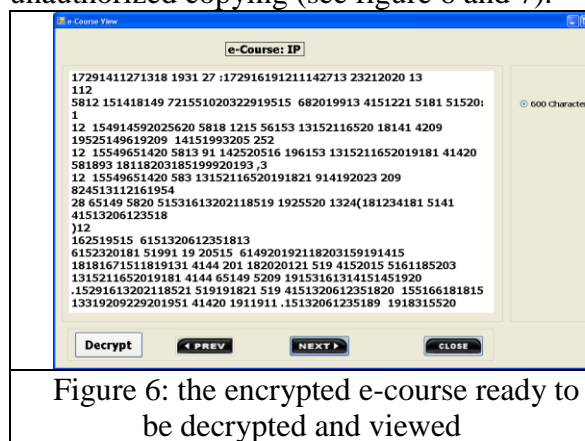 unauthorized copying (see figure 6 and 7).
e-Course View
e-Course: IP
17291411271318 1931 27 :172916191211142713 23212020 13
112
5812 151418149 721551020322919515 682019913 4151221 5181 51520:
1
12 154914592025620 5818 1215 56153 13152116520 18141 4209
19525149619209 14151993205 252
12 15549651420 5813 91 142520516 196153 1315211652019181 41420
581893 18118203185199920193 ,3
12 15549651420 583 13152116520191821 914192023 209
824513112161954
28 65149 5820 51531613202118519 1925520 1324(181234181 5141
41513206123518
)12
162519515 6151320612351813
6152320181 51991 19 20515 614920192118203159191415
18181671511819131 4144 201 182020121 519 4152015 5161185203
1315211652019181 4144 65149 5209 19153161314151451920
.15291613202118521 519191821 519 4151320612351820 155166181815
13319209229201951 41420 1911911 .15132061235189 1918315520
600 Character
Decrypt
PREV
NEXT
CLOSE
Figure 6: the encrypted e-course ready to
be decrypted and viewed